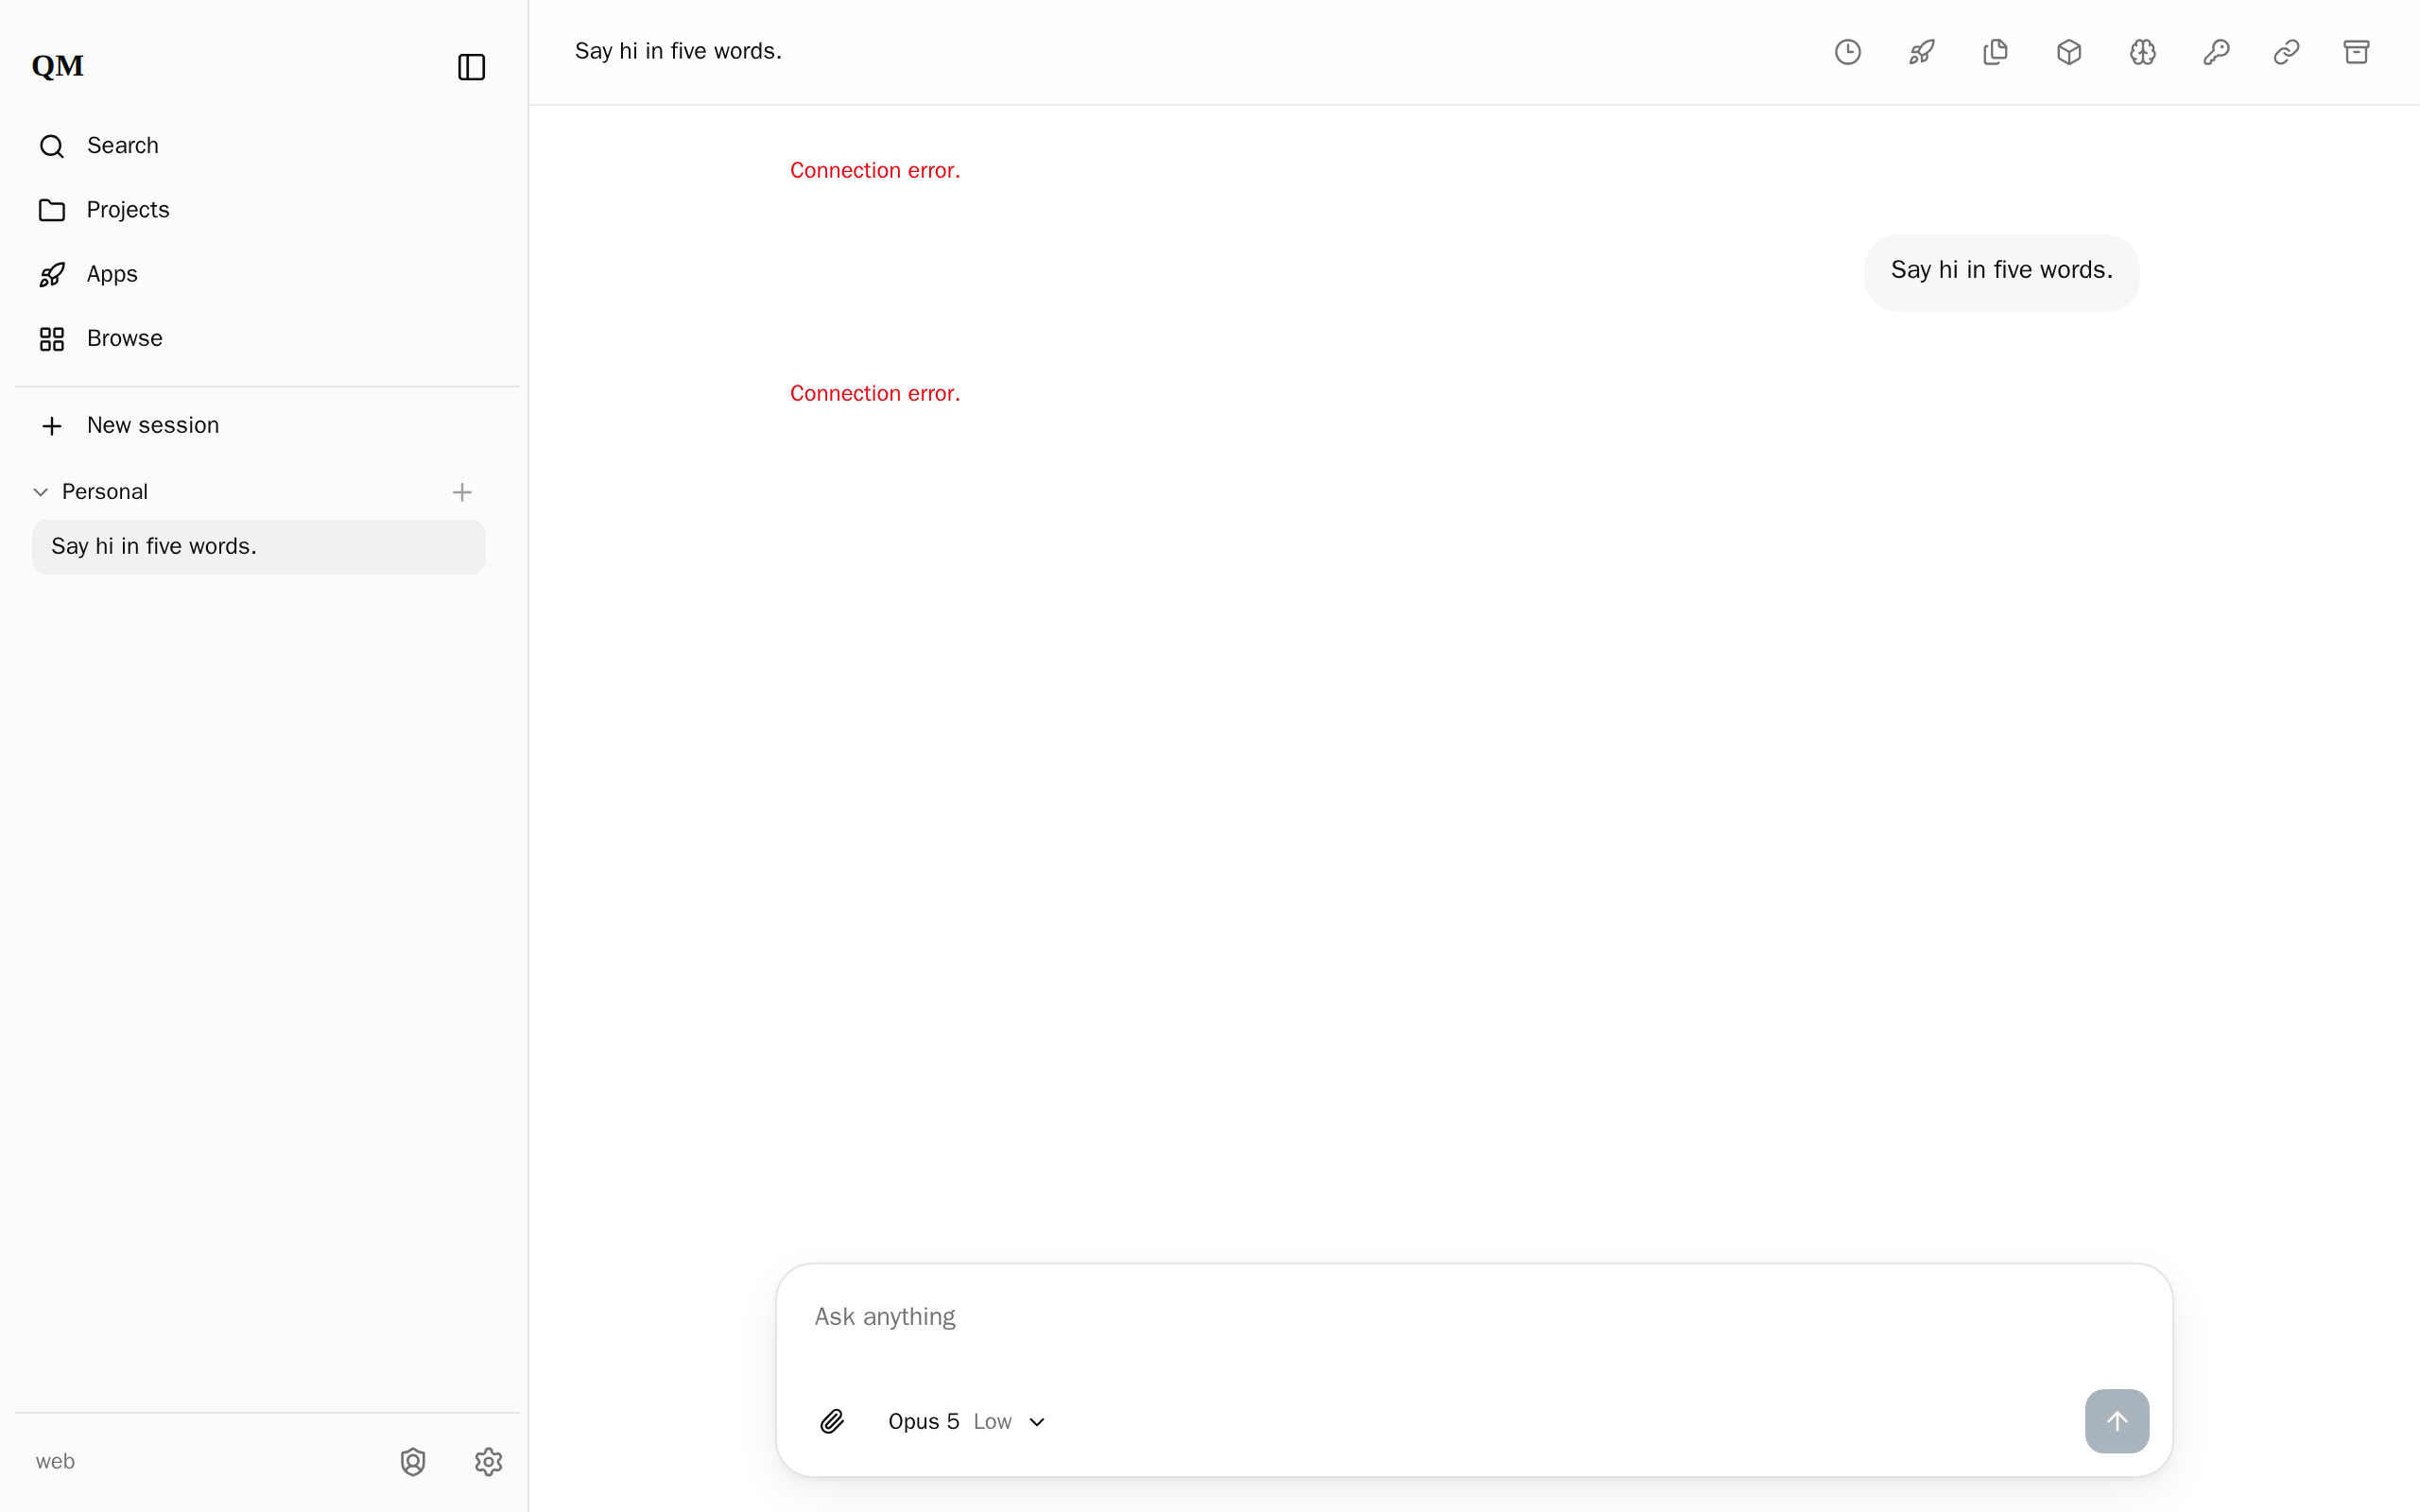 QM
Search
Projects
Apps
Browse
New session
Personal
Say hi in five words.
web
Say hi in five words.
Connection error.
Say hi in five words.
Connection error.
Ask anything
Opus 5 Low